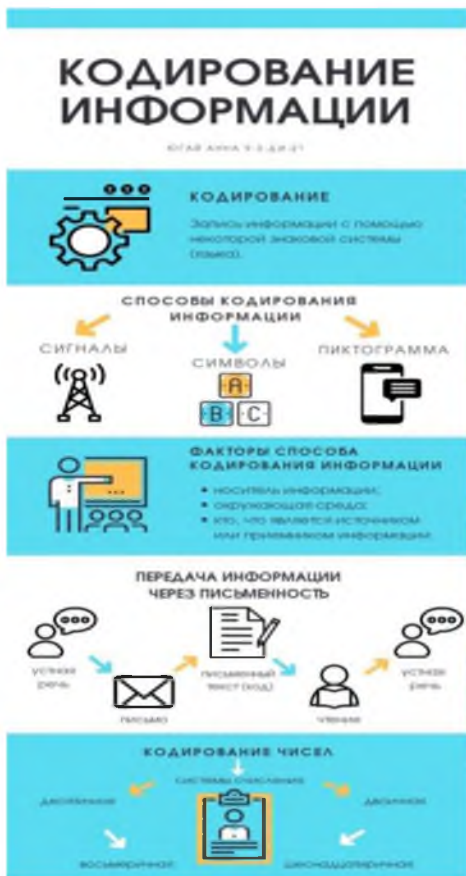 КОДИРОВАНИЕ
ИНФОРМАЦИИ
КОДИРОВАНИЕ
Запись информации с помощью
некоторой знаковой системы
(языка).
СПОСОБЫ КОДИРОВАНИЯ
ИНФОРМАЦИИ
СИГНАЛЫ
СИМВОЛЫ
ПИКТОГРАММА
A
B C
ФАКТОРЫ СПОСОБА
КОДИРОВАНИЯ ИНФОРМАЦИИ
носитель информации;
окружающая среда;
кто, что является источником
или приемником информации.
ПЕРЕДАЧА ИНФОРМАЦИИ
ЧЕРЕЗ ПИСЬМЕННОСТЬ
устная
речь
письмо
письменный
текст (код)
чтение
устная
речь
КОДИРОВАНИЕ ЧИСЕЛ
системы счисления
десятичная
двоичная
восьмеричная
шестнадцатеричная